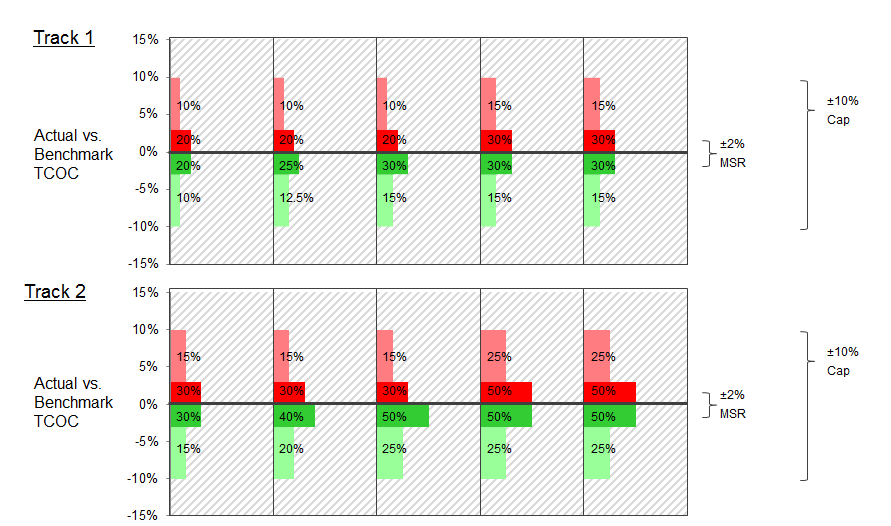 Track 1
15%
10%
10% 10% 10% 15% 15%
±10%
Cap
5%
Actual vs.
Benchmark
TCOC
20% 20% 20% 30% 30%
0%
±2%
MSR
20% 25% 30% 30% 30%
-5%
10% 12.5% 15% 15% 15%
-10%
-15%
Track 2
15%
10%
15% 15% 15% 25% 25%
±10%
Cap
5%
Actual vs.
Benchmark
TCOC
30% 30% 30% 50% 50%
0%
±2%
MSR
30% 40% 50% 50% 50%
-5%
15% 20% 25% 25% 25%
-10%
-15%